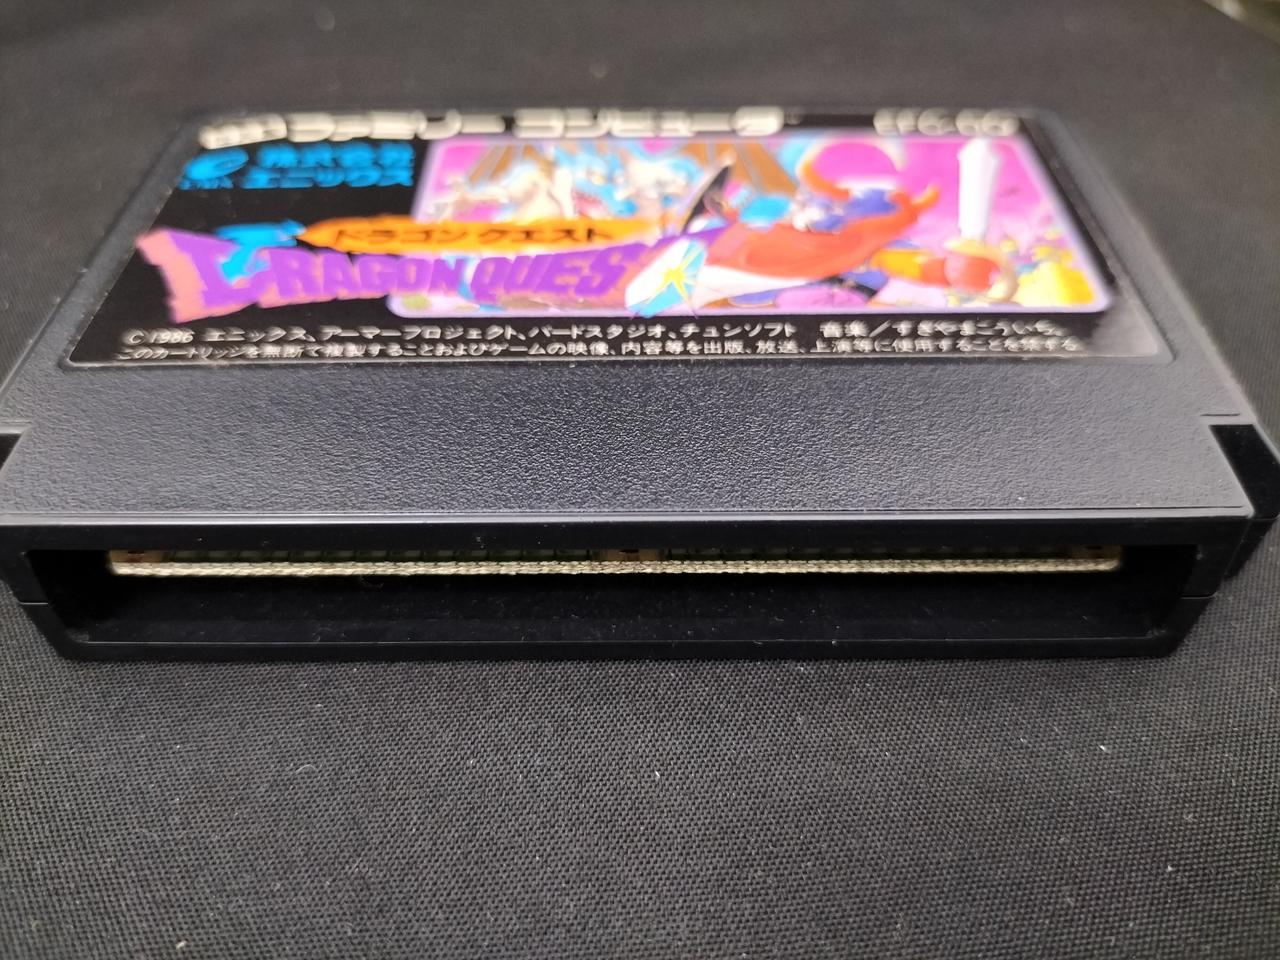 ファミリー コンピュータ
株式会社
エニックス
ドラゴンクエスト
DRAGON QUEST
©1986 エニックス、アーマープロジェクト、バードスタジオ、チュンソフト 音楽/すぎやまこういち。
このカートリッジを無断で複製することおよびゲームの映像、内容等を出版、放送、上演等に使用することを禁ずる